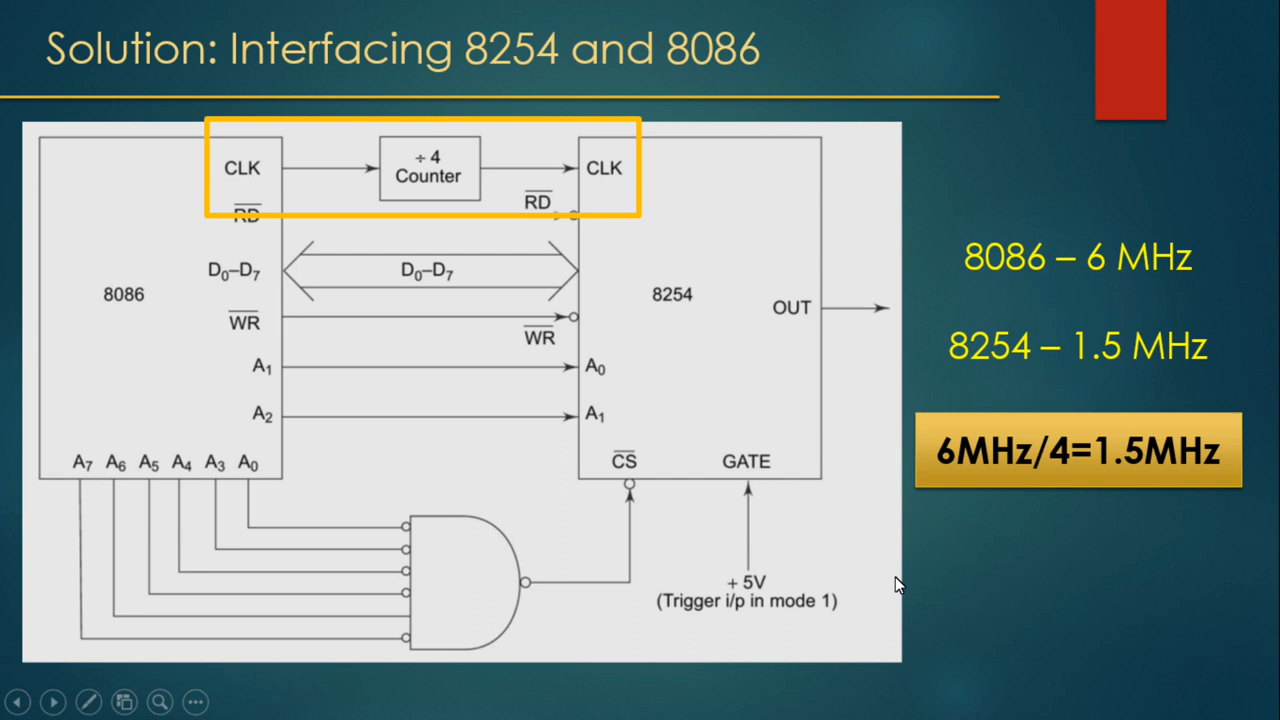 Solution: Interfacing 8254 and 8086
CLK
÷ 4
Counter
CLK
RD
RD
D0–D7
D0–D7
8086
8254
OUT
WR
WR
A1
A0
A2
A1
A7 A6 A5 A4 A3 A0
CS
GATE
+ 5V
(Trigger i/p in mode 1)
8086 – 6 MHz
8254 – 1.5 MHz
6MHz/4=1.5MHz